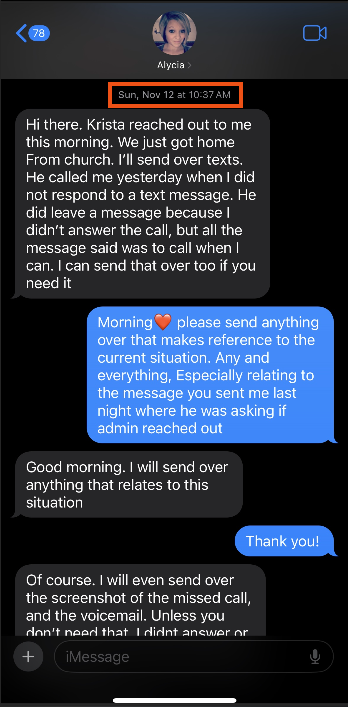 78
Alycia
Sun, Nov 12 at 10:37 AM
Hi there. Krista reached out to me
this morning. We just got home
From church. I'll send over texts.
He called me yesterday when I did
not respond to a text message. He
did leave a message because I
didn't answer the call, but all the
message said was to call when I
can. I can send that over too if you
need it
Morning❤️ please send anything
over that makes reference to the
current situation. Any and
everything, Especially relating to
the message you sent me last
night where he was asking if
admin reached out
Good morning. I will send over
anything that relates to this
situation
Thank you!
Of course. I will even send over
the screenshot of the missed call,
and the voicemail. Unless you
don't need that. I didnt answer or
iMessage